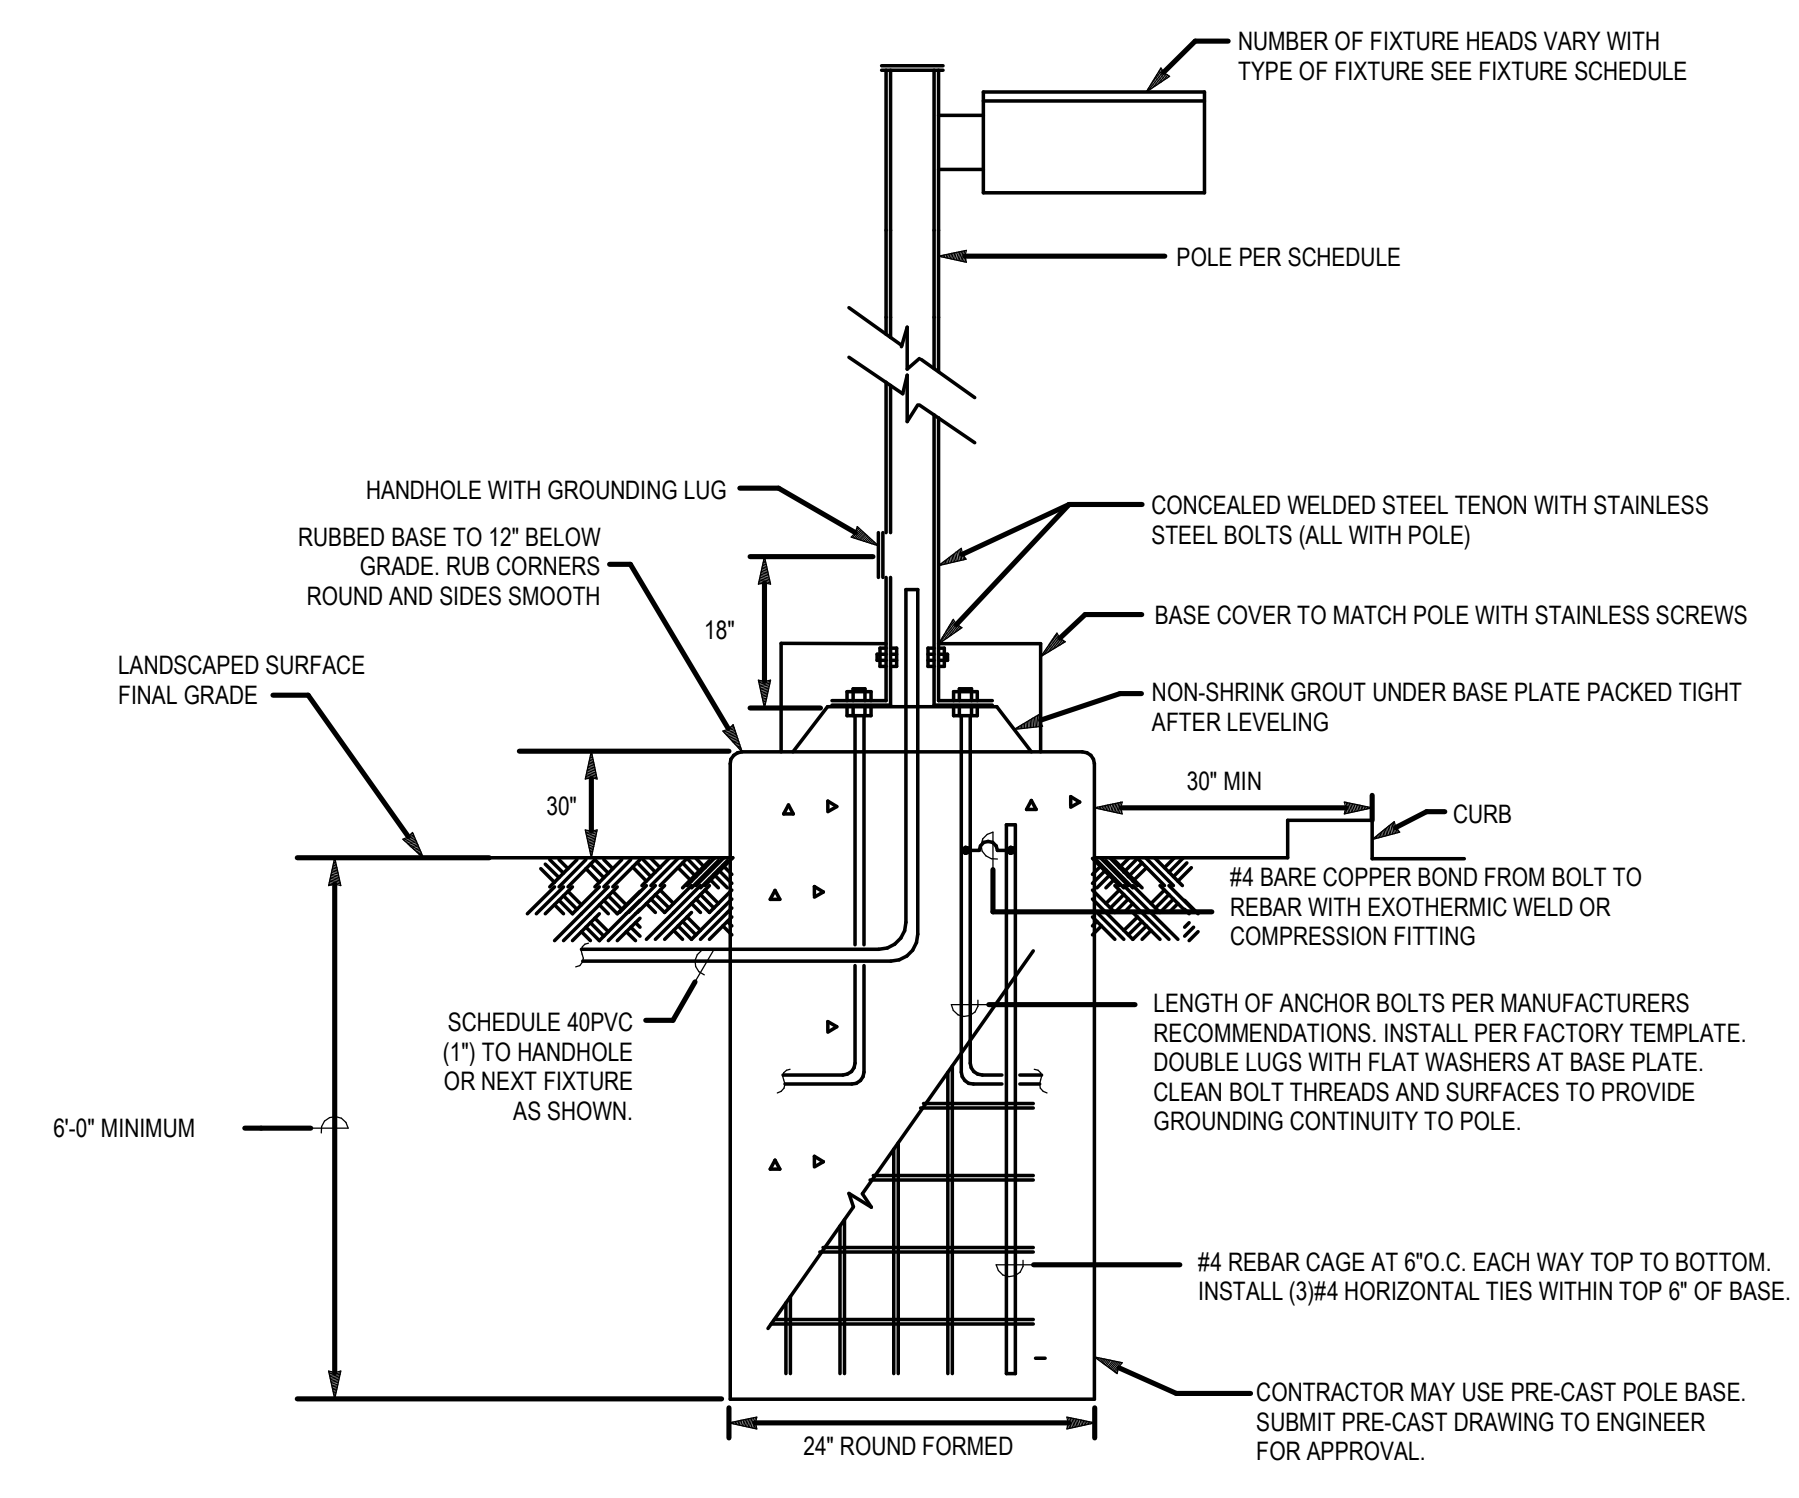 NUMBER OF FIXTURE HEADS VARY WITH
TYPE OF FIXTURE SEE FIXTURE SCHEDULE
POLE PER SCHEDULE
HANDHOLE WITH GROUNDING LUG
CONCEALED WELDED STEEL TENON WITH STAINLESS
STEEL BOLTS (ALL WITH POLE)
RUBBED BASE TO 12" BELOW
GRADE. RUB CORNERS
ROUND AND SIDES SMOOTH
18"
BASE COVER TO MATCH POLE WITH STAINLESS SCREWS
LANDSCAPED SURFACE
FINAL GRADE
NON-SHRINK GROUT UNDER BASE PLATE PACKED TIGHT
AFTER LEVELING
30"
30" MIN
CURB
#4 BARE COPPER BOND FROM BOLT TO
REBAR WITH EXOTHERMIC WELD OR
COMPRESSION FITTING
SCHEDULE 40PVC
(1") TO HANDHOLE
OR NEXT FIXTURE
AS SHOWN.
LENGTH OF ANCHOR BOLTS PER MANUFACTURERS
RECOMMENDATIONS. INSTALL PER FACTORY TEMPLATE.
DOUBLE LUGS WITH FLAT WASHERS AT BASE PLATE.
CLEAN BOLT THREADS AND SURFACES TO PROVIDE
GROUNDING CONTINUITY TO POLE.
6'-0" MINIMUM
#4 REBAR CAGE AT 6"O.C. EACH WAY TOP TO BOTTOM.
INSTALL (3)#4 HORIZONTAL TIES WITHIN TOP 6" OF BASE.
CONTRACTOR MAY USE PRE-CAST POLE BASE.
SUBMIT PRE-CAST DRAWING TO ENGINEER
FOR APPROVAL.
24" ROUND FORMED